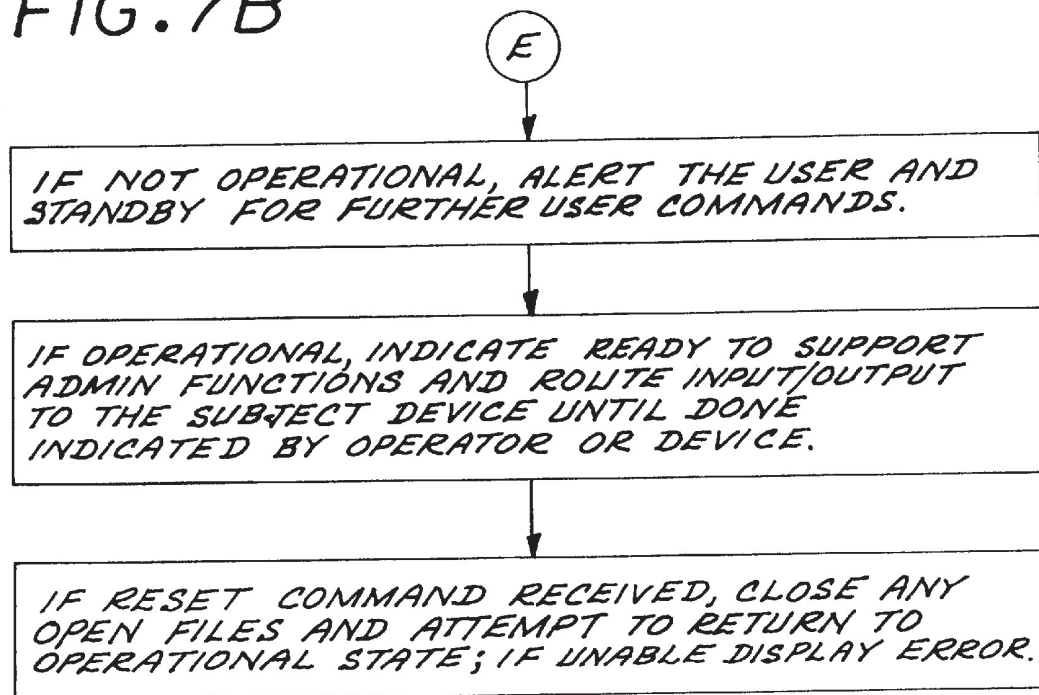 FIG. 7B
E
IF NOT OPERATIONAL, ALERT THE USER AND
STANDBY FOR FURTHER USER COMMANDS.
IF OPERATIONAL, INDICATE READY TO SUPPORT
ADMIN FUNCTIONS AND ROUTE INPUT/OUTPUT
TO THE SUBJECT DEVICE UNTIL DONE
INDICATED BY OPERATOR OR DEVICE.
IF RESET COMMAND RECEIVED, CLOSE ANY
OPEN FILES AND ATTEMPT TO RETURN TO
OPERATIONAL STATE; IF UNABLE DISPLAY ERROR.